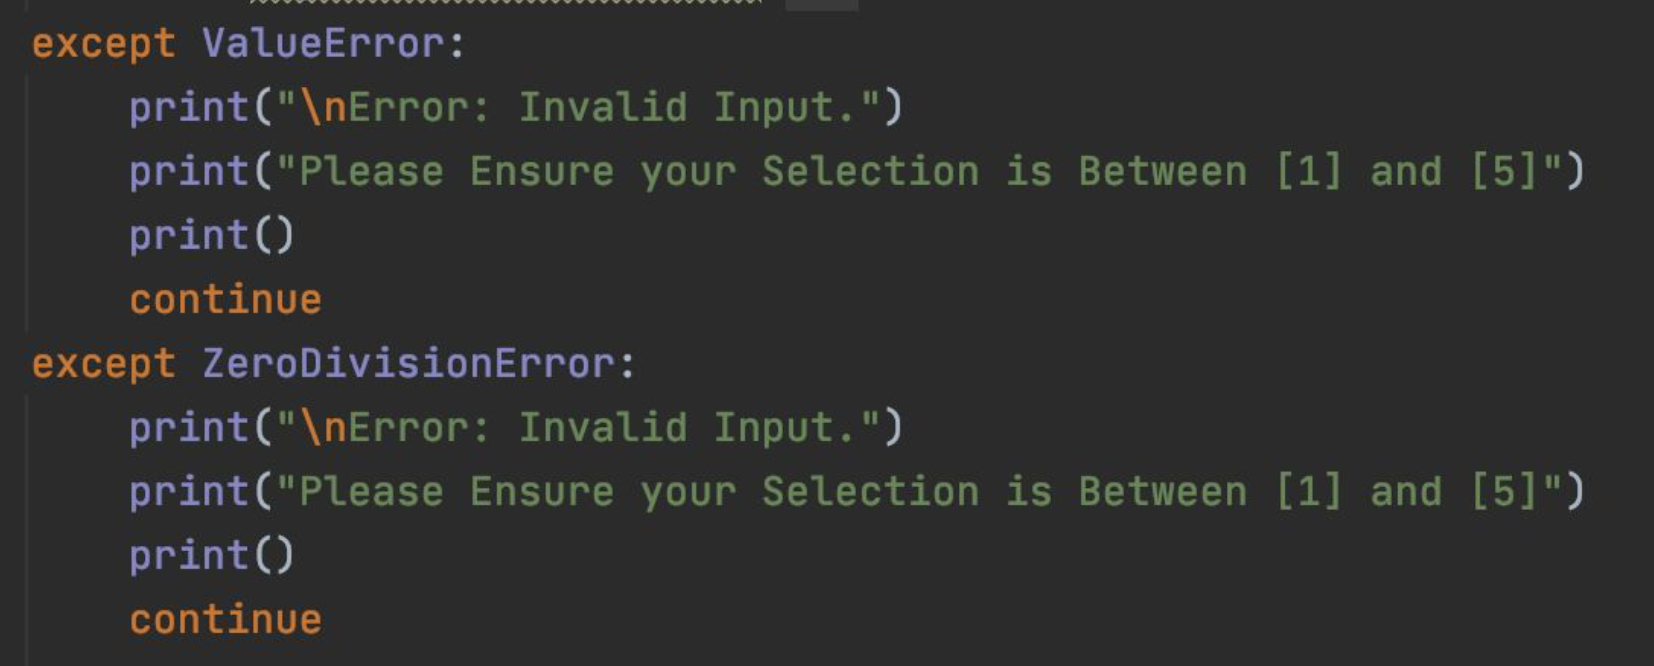 except ValueError:
    print("\nError: Invalid Input.")
    print("Please Ensure your Selection is Between [1] and [5]")
    print()
    continue
except ZeroDivisionError:
    print("\nError: Invalid Input.")
    print("Please Ensure your Selection is Between [1] and [5]")
    print()
    continue